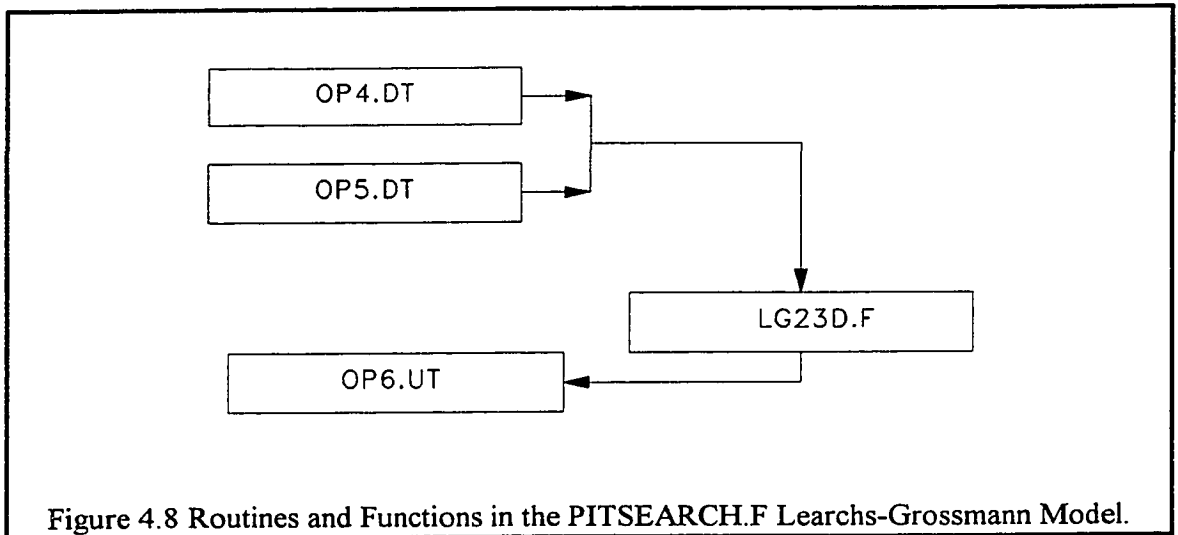 OP4.DT
OP5.DT
LG23D.F
OP6.UT
Figure 4.8 Routines and Functions in the PITSEARCH.F Learchs-Grossmann Model.